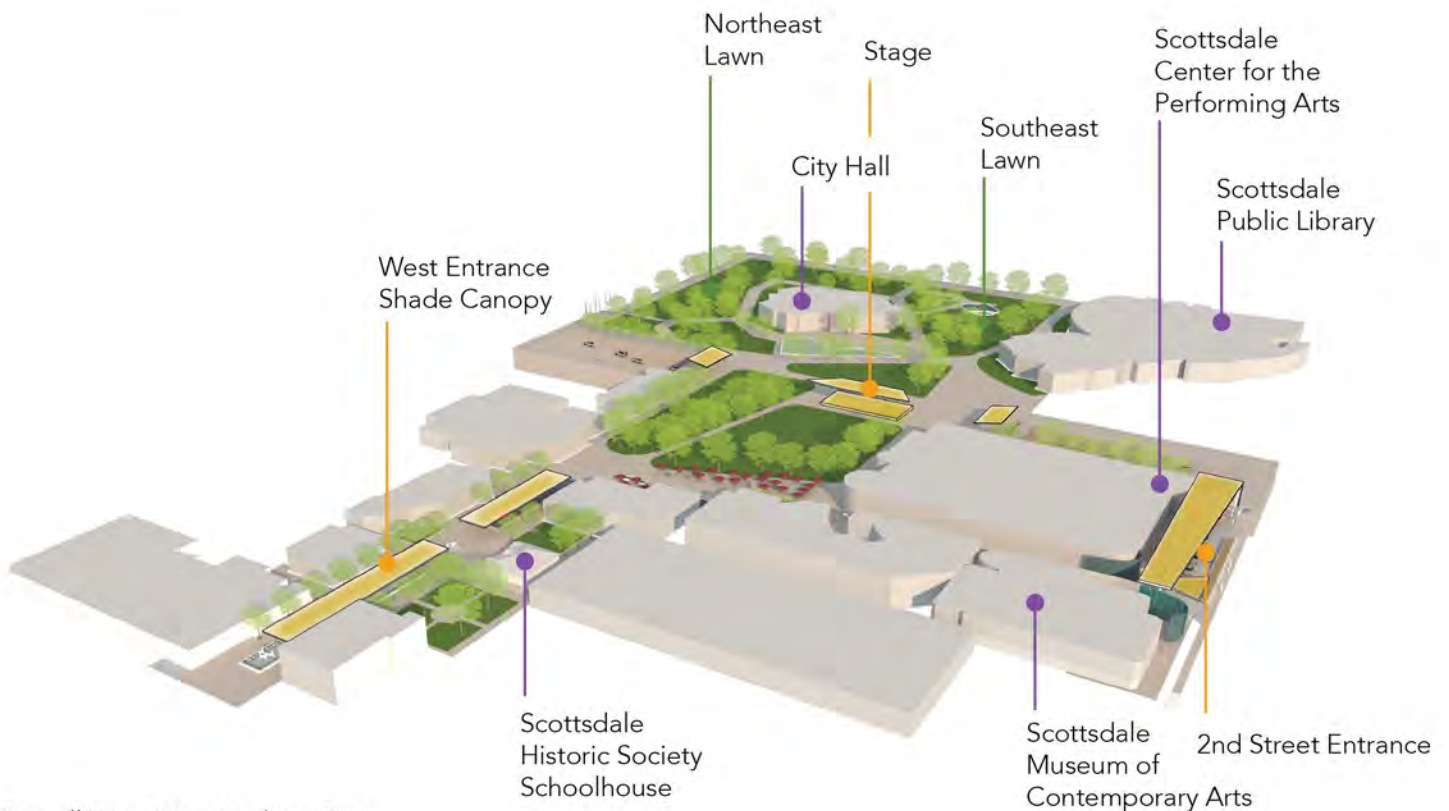 Northeast
Lawn
Stage
Scottsdale
Center for the
Performing Arts
City Hall
Southeast
Lawn
Scottsdale
Public Library
West Entrance
Shade Canopy
Scottsdale
Historic Society
Schoolhouse
Scottsdale
Museum of
Contemporary Arts
2nd Street Entrance